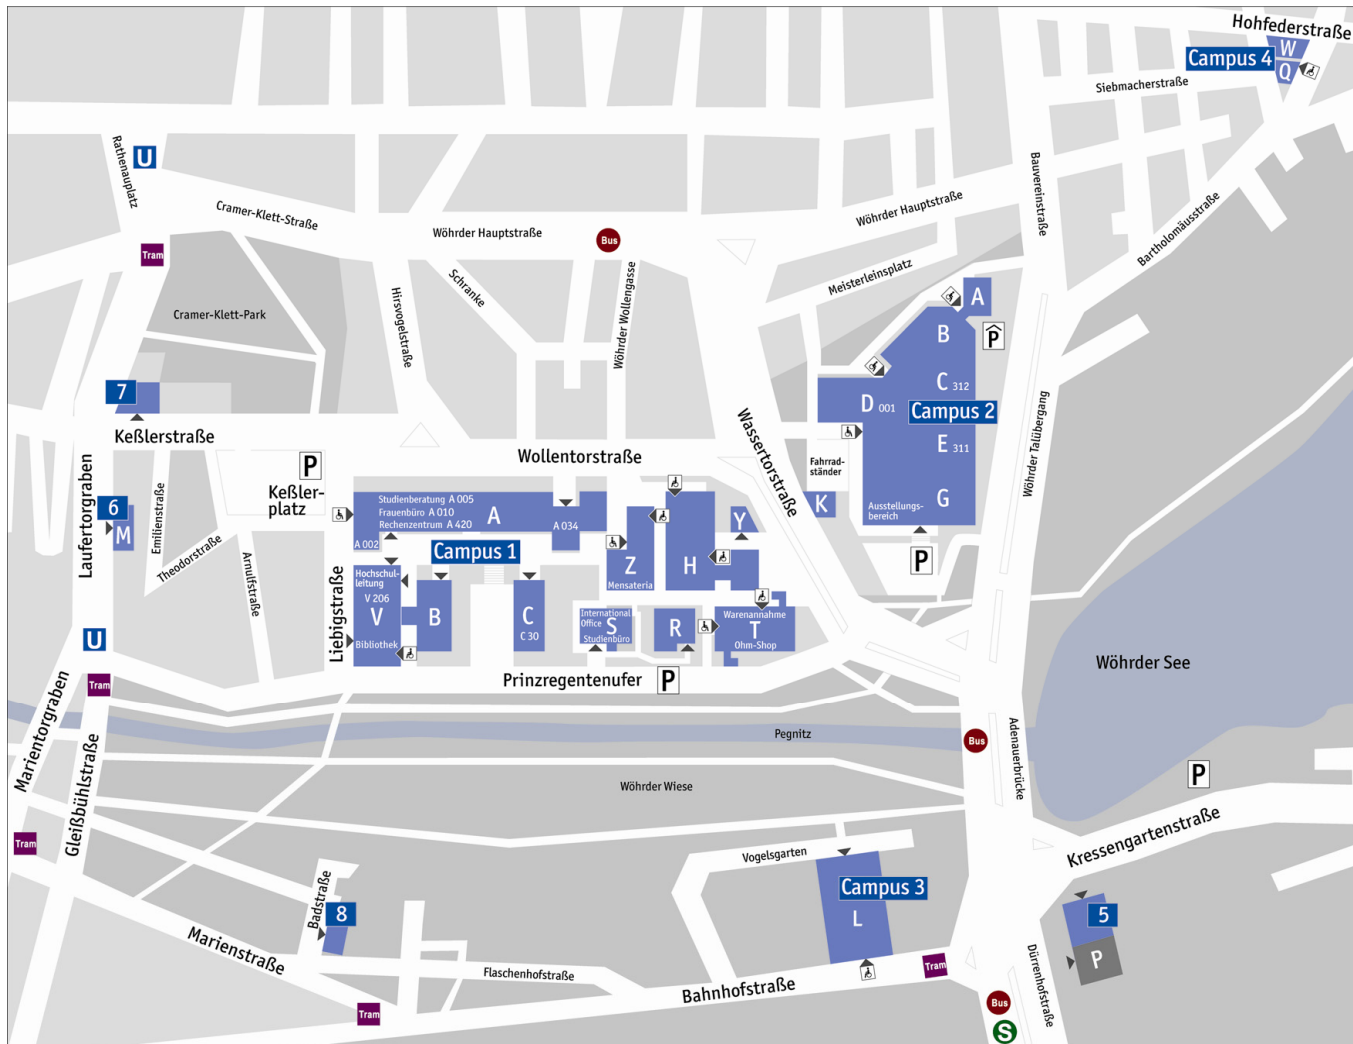 Hohfederstraße
W
Campus 4
Q
Siebmacherstraße
Rathenauplatz
U
Bauvereinstraße
Cramer-Klett-Straße
Wöhrder Hauptstraße
Wöhrder Hauptstraße
Bus
Tram
Bartholomäusstraße
Meisterleinsplatz
Schranke
Hirsvogelstraße
Wöhrder Wollengasse
Cramer-Klett-Park
A
B
P
C 312
D 001
Campus 2
E 311
G
Ausstellungs-
bereich
Fahrrad-
ständer
K
P
7
Keßlerstraße
Wollentorstraße
Wassertorstraße
Wöhrder Talübergang
P
Keßler-
platz
Laufertorgraben
6
M
Emilienstraße
Theodorstraße
Arnulfstraße
Liebigstraße
Studienberatung A 005
Frauenbüro A 010
Rechenzentrum A 420
A
A 002
A 034
Campus 1
Hochschul-
leitung
V 206
V
Bibliothek
B
C
C 30
Z
Mensateria
H
Y
International
Office
S
Studienbüro
R
Warenannahme
T
Ohm-Shop
U
Tram
Prinzregentenufer
P
Wöhrder See
Marientorgraben
Gleißbühlstraße
Pegnitz
Bus
Adenauerbrücke
Wöhrder Wiese
P
Kressengartenstraße
Tram
Vogelsgarten
Campus 3
L
Badstraße
8
5
P
Marienstraße
Flaschenhofstraße
Bahnhofstraße
Tram
Tram
Bus
S
Dürrenhofstraße